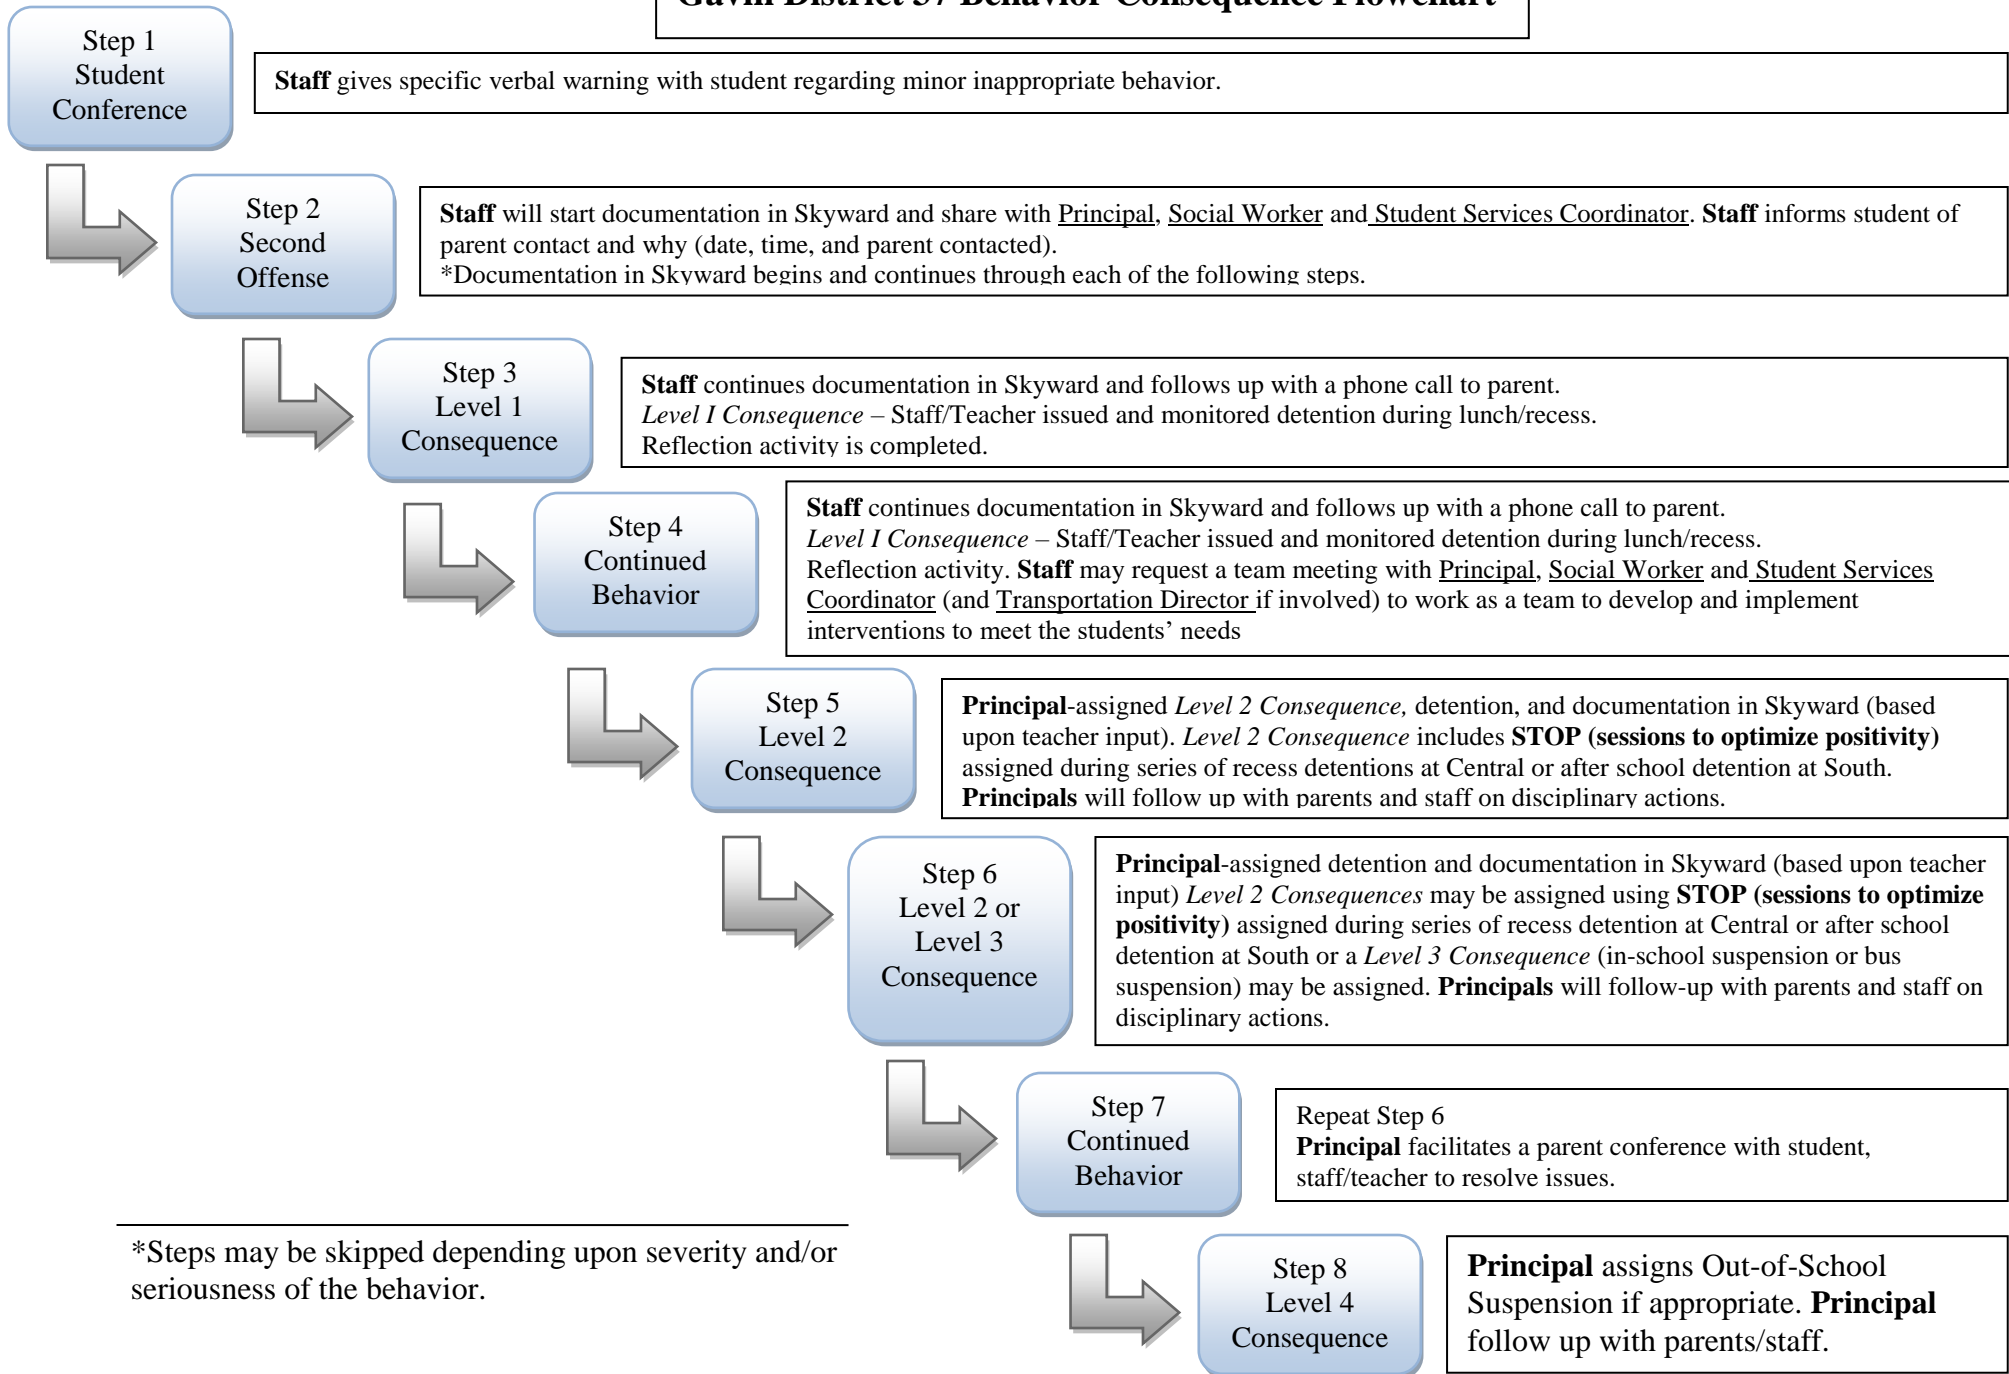 Gavin District 37 Behavior Consequence Flowchart
Step 1
Student
Conference
Staff gives specific verbal warning with student regarding minor inappropriate behavior.
Step 2
Second
Offense
Staff will start documentation in Skyward and share with Principal, Social Worker and Student Services Coordinator. Staff informs student of
parent contact and why (date, time, and parent contacted).
*Documentation in Skyward begins and continues through each of the following steps.
Step 3
Level 1
Consequence
Staff continues documentation in Skyward and follows up with a phone call to parent.
Level I Consequence – Staff/Teacher issued and monitored detention during lunch/recess.
Reflection activity is completed.
Step 4
Continued
Behavior
Staff continues documentation in Skyward and follows up with a phone call to parent.
Level I Consequence – Staff/Teacher issued and monitored detention during lunch/recess.
Reflection activity. Staff may request a team meeting with Principal, Social Worker and Student Services
Coordinator (and Transportation Director if involved) to work as a team to develop and implement
interventions to meet the students’ needs
Step 5
Level 2
Consequence
Principal-assigned Level 2 Consequence, detention, and documentation in Skyward (based
upon teacher input). Level 2 Consequence includes STOP (sessions to optimize positivity)
assigned during series of recess detentions at Central or after school detention at South.
Principals will follow up with parents and staff on disciplinary actions.
Step 6
Level 2 or
Level 3
Consequence
Principal-assigned detention and documentation in Skyward (based upon teacher
input) Level 2 Consequences may be assigned using STOP (sessions to optimize
positivity) assigned during series of recess detention at Central or after school
detention at South or a Level 3 Consequence (in-school suspension or bus
suspension) may be assigned. Principals will follow-up with parents and staff on
disciplinary actions.
Step 7
Continued
Behavior
Repeat Step 6
Principal facilitates a parent conference with student,
staff/teacher to resolve issues.
*Steps may be skipped depending upon severity and/or
seriousness of the behavior.
Step 8
Level 4
Consequence
Principal assigns Out-of-School
Suspension if appropriate. Principal
follow up with parents/staff.